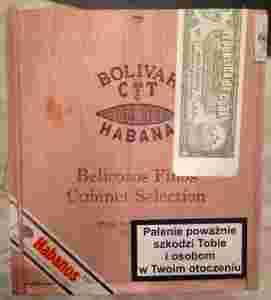 BOLIVAR
HABANA
Belicosos Finos
Cabinet Selection
Habanos
Palenie poważnie
szkodzi Tobie
i osobom
w Twoim otoczeniu